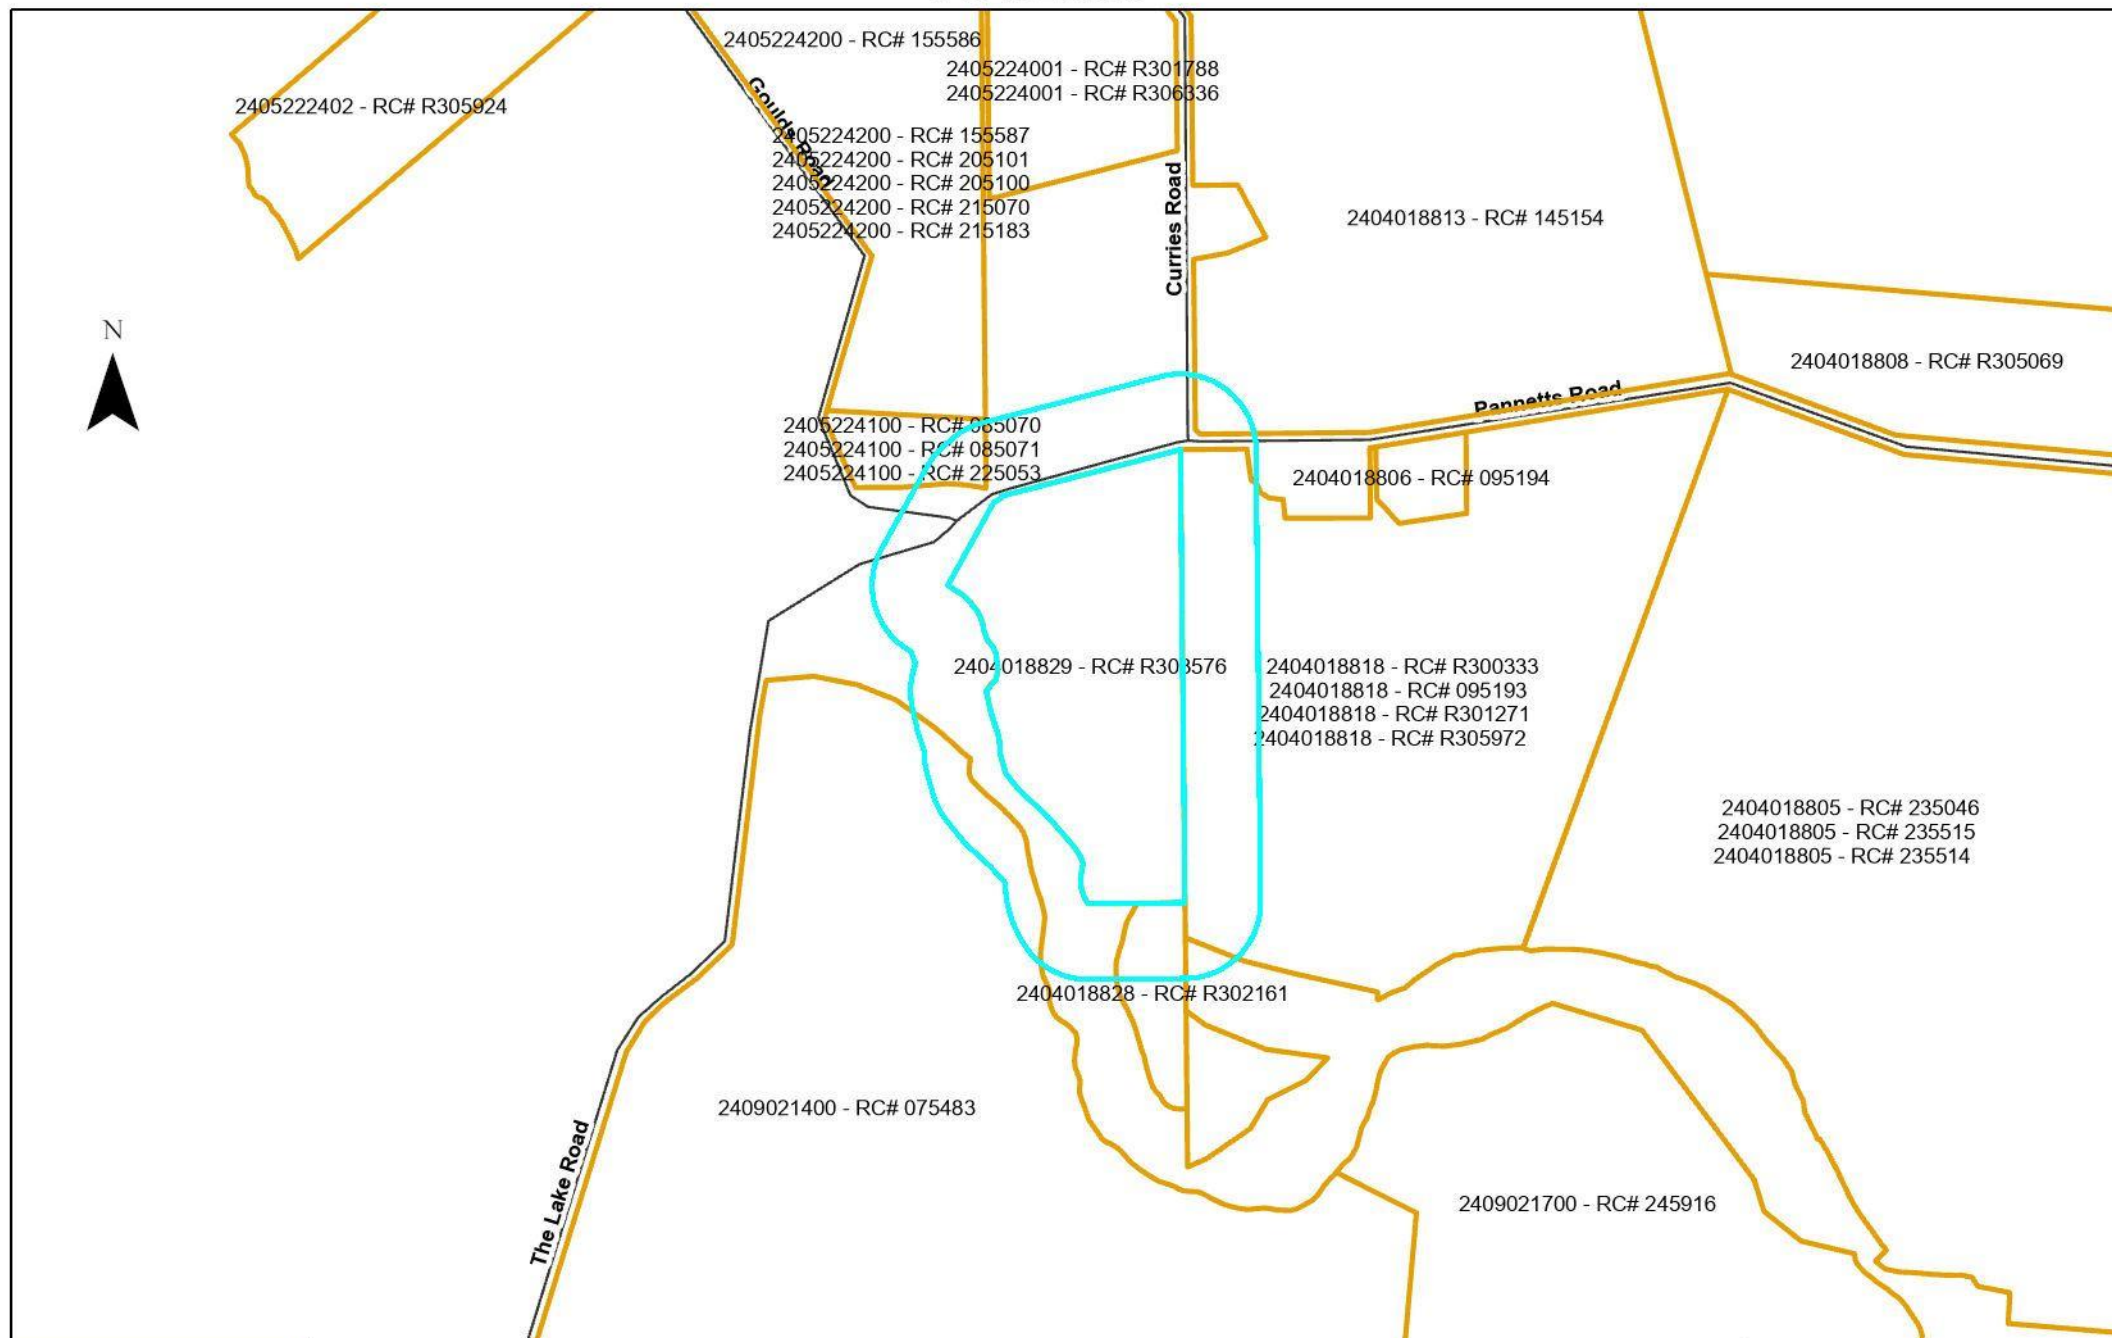 2405224200 - RC# 155586
2405224001 - RC# R301788
2405224001 - RC# R306336
2405222402 - RC# R305924
Goulds Road
2405224200 - RC# 155587
2405224200 - RC# 205101
2405224200 - RC# 205100
2405224200 - RC# 215070
2405224200 - RC# 215183
Curries Road
2404018813 - RC# 145154
N
2404018808 - RC# R305069
Pannetts Road
2405224100 - RC# 085070
2405224100 - RC# 085071
2405224100 - RC# 225053
2404018806 - RC# 095194
2404018829 - RC# R303576
2404018818 - RC# R300333
2404018818 - RC# 095193
2404018818 - RC# R301271
2404018818 - RC# R305972
2404018805 - RC# 235046
2404018805 - RC# 235515
2404018805 - RC# 235514
2404018828 - RC# R302161
2409021400 - RC# 075483
The Lake Road
2409021700 - RC# 245916